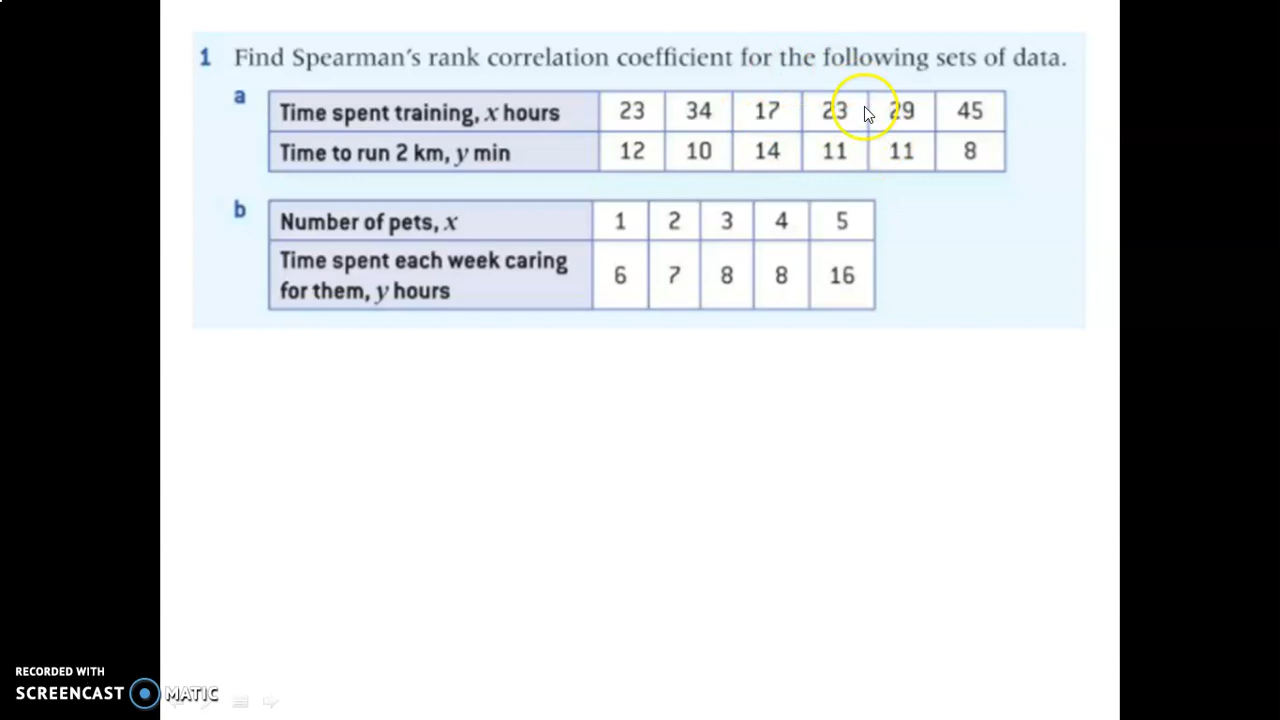 1 Find Spearman's rank correlation coefficient for the following sets of data.
a
Time spent training, x hours 23 34 17 23 29 45
Time to run 2 km, y min 12 10 14 11 11 8
b
Number of pets, x 1 2 3 4 5
Time spent each week caring
for them, y hours 6 7 8 8 16
RECORDED WITH
SCREENCAST MATIC